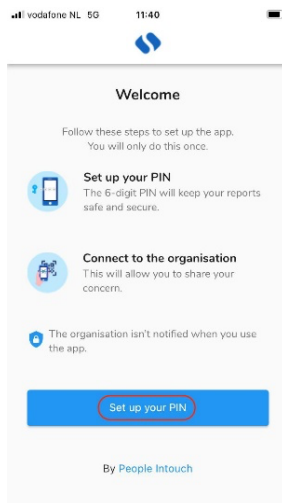 vodafone NL 5G 11:40
Welcome
Follow these steps to set up the app.
You will only do this once.
Set up your PIN
The 6-digit PIN will keep your reports
safe and secure.
Connect to the organisation
This will allow you to share your
concern.
The organisation isn't notified when you use
the app.
Set up your PIN
By People Intouch